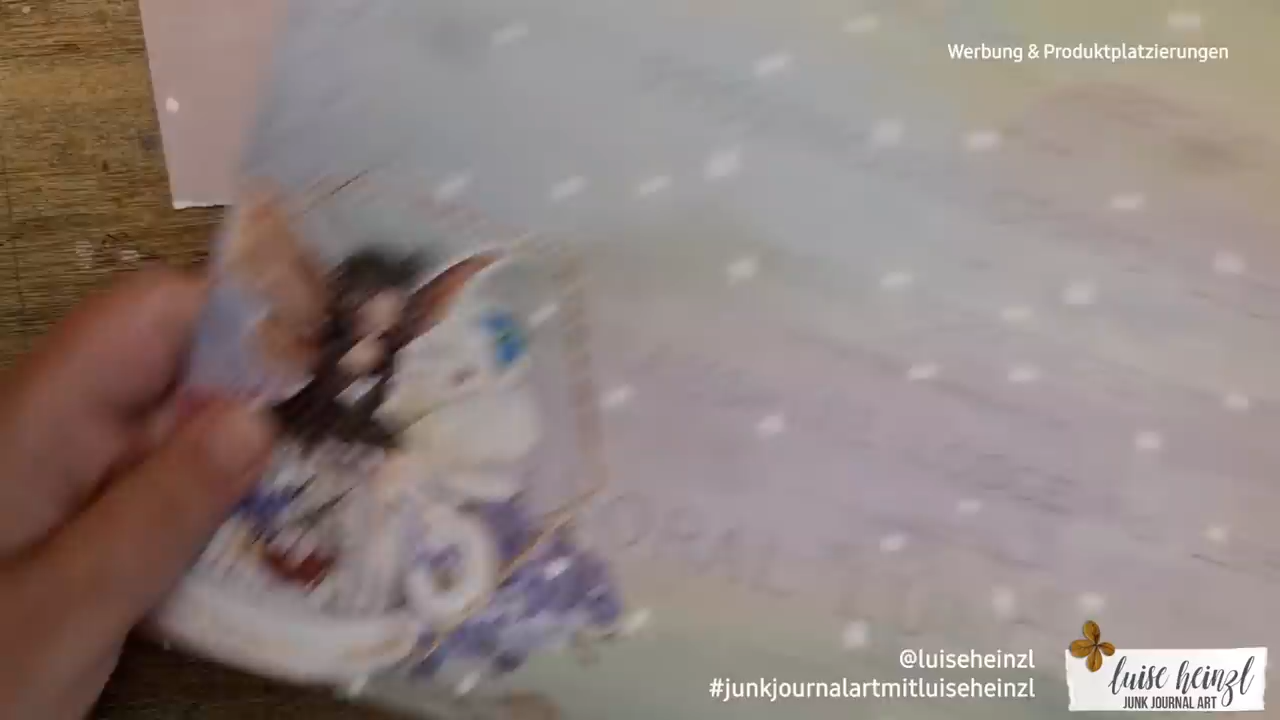 Werbung & Produktplatzierungen
@luiseheinzl
#junkjournalartmitluiseheinzl
luise heinzl
JUNK JOURNAL ART